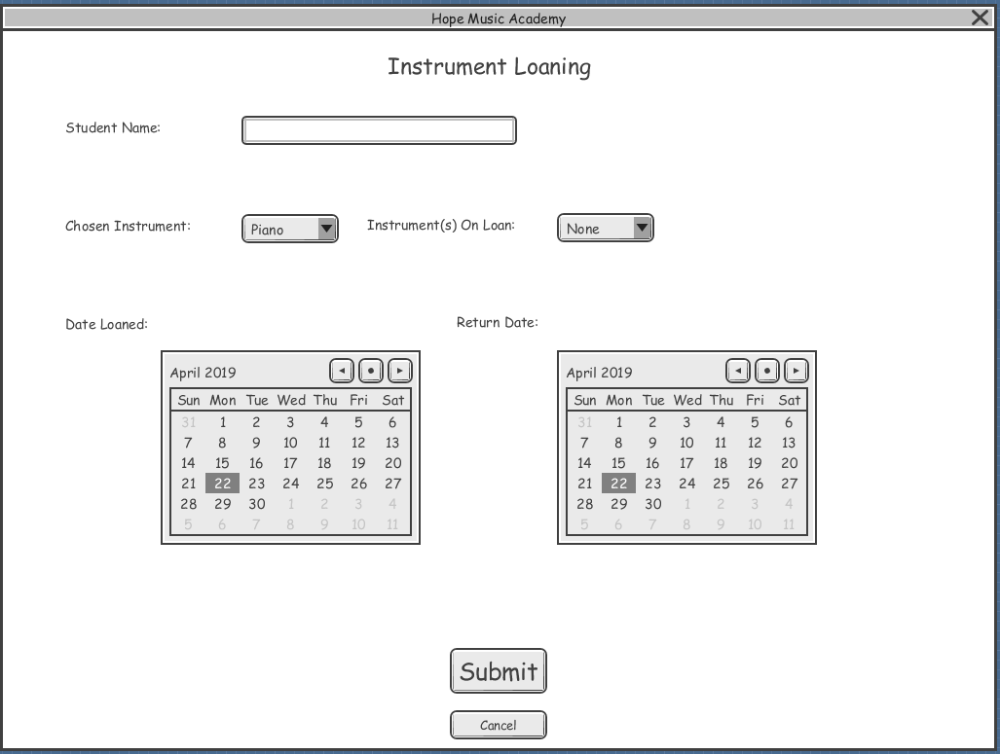 Hope Music Academy
Instrument Loaning
Student Name:
Chosen Instrument: Piano Instrument(s) On Loan: None
Date Loaned: Return Date:
April 2019 April 2019
Sun Mon Tue Wed Thu Fri Sat Sun Mon Tue Wed Thu Fri Sat
31 1 2 3 4 5 6 31 1 2 3 4 5 6
7 8 9 10 11 12 13 7 8 9 10 11 12 13
14 15 16 17 18 19 20 14 15 16 17 18 19 20
21 22 23 24 25 26 27 21 22 23 24 25 26 27
28 29 30 1 2 3 4 28 29 30 1 2 3 4
5 6 7 8 9 10 11 5 6 7 8 9 10 11
Submit
Cancel